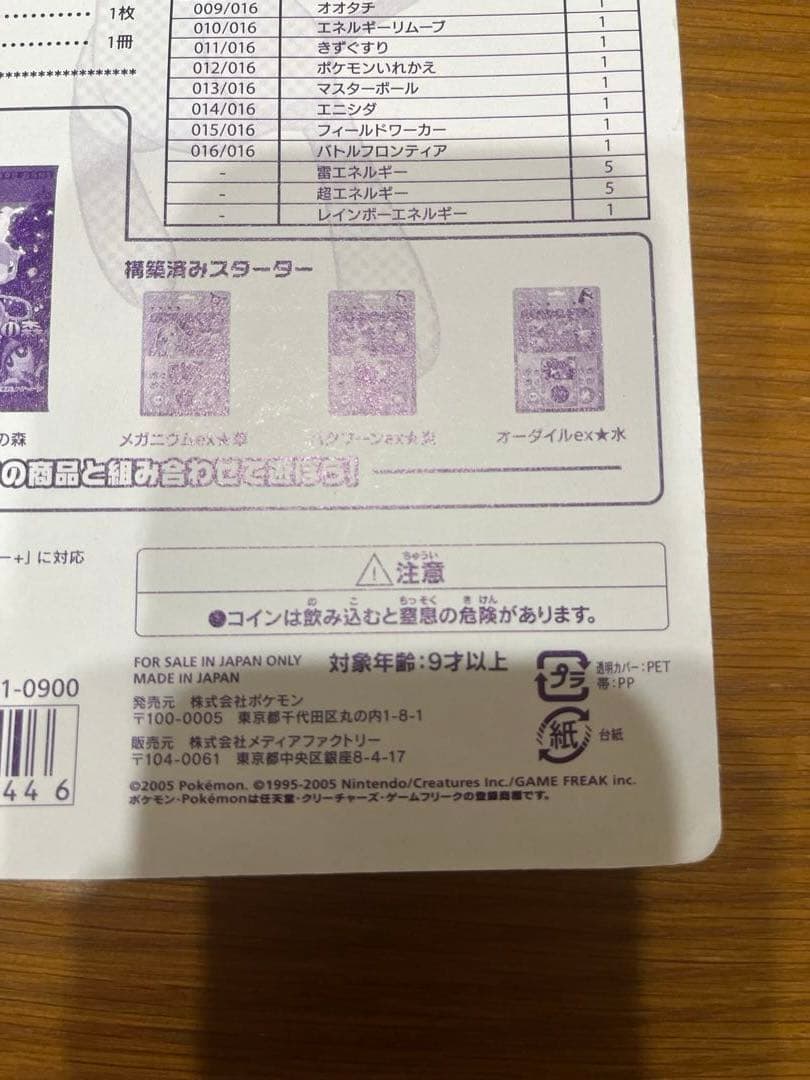 1枚
1冊
009/016 オオタチ 1
010/016 エネルギーリムーブ 1
011/016 きずぐすり 1
012/016 ポケモンいれかえ 1
013/016 マスターボール 1
014/016 エニシダ 1
015/016 フィールドワーカー 1
016/016 バトルフロンティア 1
- 雷エネルギー 5
- 超エネルギー 5
- レインボーエネルギー 1
構築済みスターター
の森
の森
メガニウムex★草
バクフーンex★炎
オーダイルex★水
の商品と組み合わせて遊ぼう!
ー+」に対応
ちゅうい
注意
の こ ちっそく き けん
●コインは飲み込むと窒息の危険があります。
FOR SALE IN JAPAN ONLY
MADE IN JAPAN
対象年齢:9才以上
プラ
透明カバー:PET
帯:PP
紙
台紙
1-0900
発売元 株式会社ポケモン
〒100-0005 東京都千代田区丸の内1-8-1
販売元 株式会社メディアファクトリー
〒104-0061 東京都中央区銀座8-4-17
446
©2005 Pokémon. ©1995-2005 Nintendo/Creatures Inc./GAME FREAK inc.
ポケモン・Pokémonは任天堂・クリーチャーズ・ゲームフリークの登録商標です。